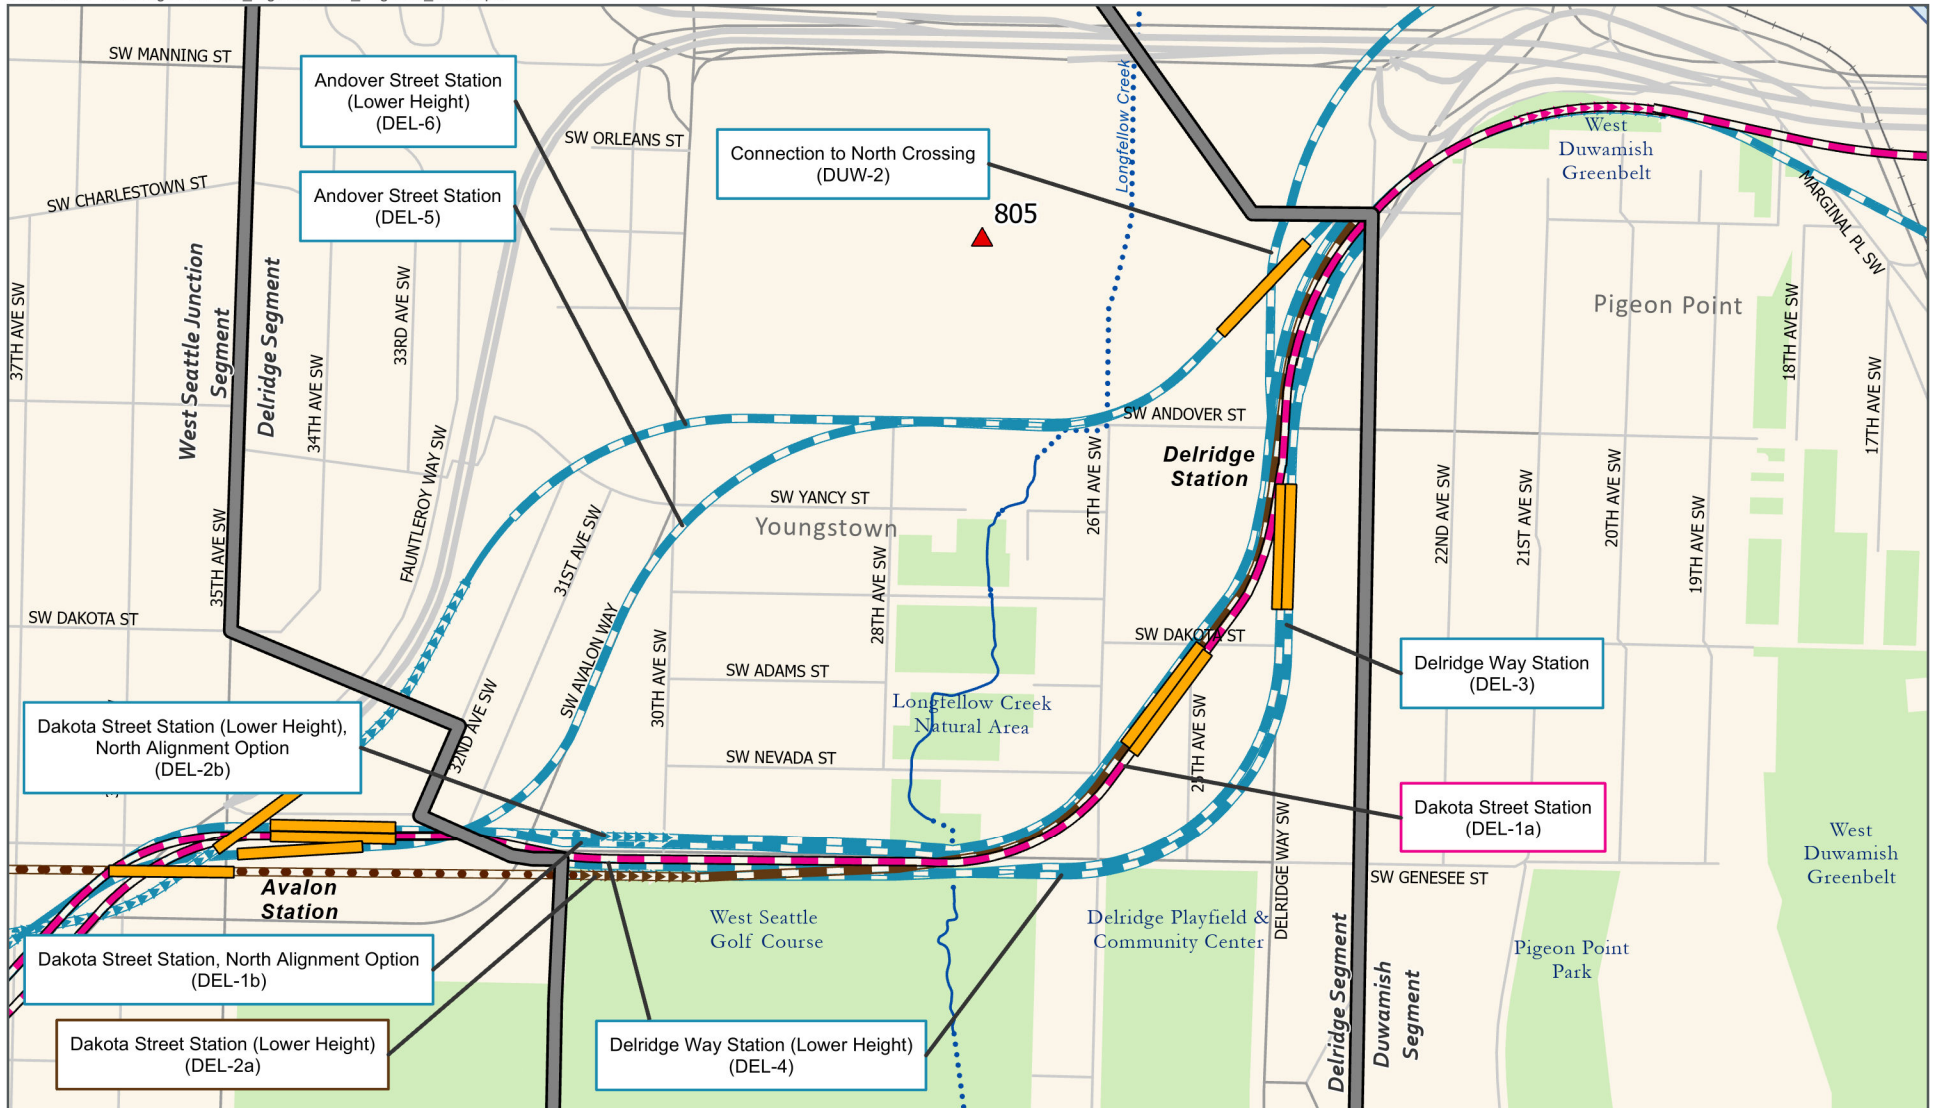 SW MANNING ST
Andover Street Station
(Lower Height)
(DEL-6)
SW ORLEANS ST
Longfellow Creek
Connection to North Crossing
(DUW-2)
West
Duwamish
Greenbelt
SW CHARLESTOWN ST
Andover Street Station
(DEL-5)
805
MARGINAL PL SW
West Seattle Junction
Segment
Delridge Segment
37TH AVE SW
33RD AVE SW
34TH AVE SW
Pigeon Point
18TH AVE SW
17TH AVE SW
SW ANDOVER ST
Delridge
Station
FAUNTLEROY WAY SW
35TH AVE SW
31ST AVE SW
SW YANCY ST
Youngstown
26TH AVE SW
22ND AVE SW
21ST AVE SW
20TH AVE SW
19TH AVE SW
28TH AVE SW
SW DAKOTA ST
SW AVALON WAY
30TH AVE SW
SW DAKOTA ST
SW ADAMS ST
Delridge Way Station
(DEL-3)
Longfellow Creek
Natural Area
25TH AVE SW
32ND AVE SW
Dakota Street Station (Lower Height),
North Alignment Option
(DEL-2b)
SW NEVADA ST
Dakota Street Station
(DEL-1a)
DELRIDGE WAY SW
West
Duwamish
Greenbelt
SW GENESEE ST
Avalon
Station
West Seattle
Golf Course
Delridge Playfield &
Community Center
Pigeon Point
Park
Dakota Street Station, North Alignment Option
(DEL-1b)
Delridge Segment
Duwamish
Segment
Dakota Street Station (Lower Height)
(DEL-2a)
Delridge Way Station (Lower Height)
(DEL-4)